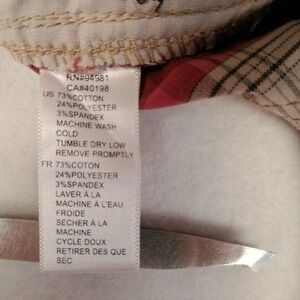 RN#94981
CA#40198
US 73%COTTON
24%POLYESTER
3%SPANDEX
MACHINE WASH
COLD
TUMBLE DRY LOW
REMOVE PROMPTLY
FR 73%COTON
24%POLYESTER
3%SPANDEX
LAVER À LA
MACHINE À L'EAU
FROIDE
SECHER À LA
MACHINE
CYCLE DOUX
RETIRER DES QUE
SEC